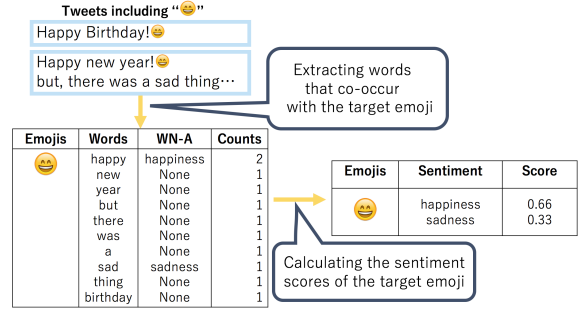 Tweets including “😄”
Happy Birthday!😄
Happy new year!😄
but, there was a sad thing…
Extracting words
that co-occur
with the target emoji
Emojis Words WN-A Counts
😄 happy happiness 2
new None 1
year None 1
but None 1
there None 1
was None 1
a None 1
sad sadness 1
thing None 1
birthday None 1
Emojis Sentiment Score
😄 happiness 0.66
sadness 0.33
Calculating the sentiment
scores of the target emoji